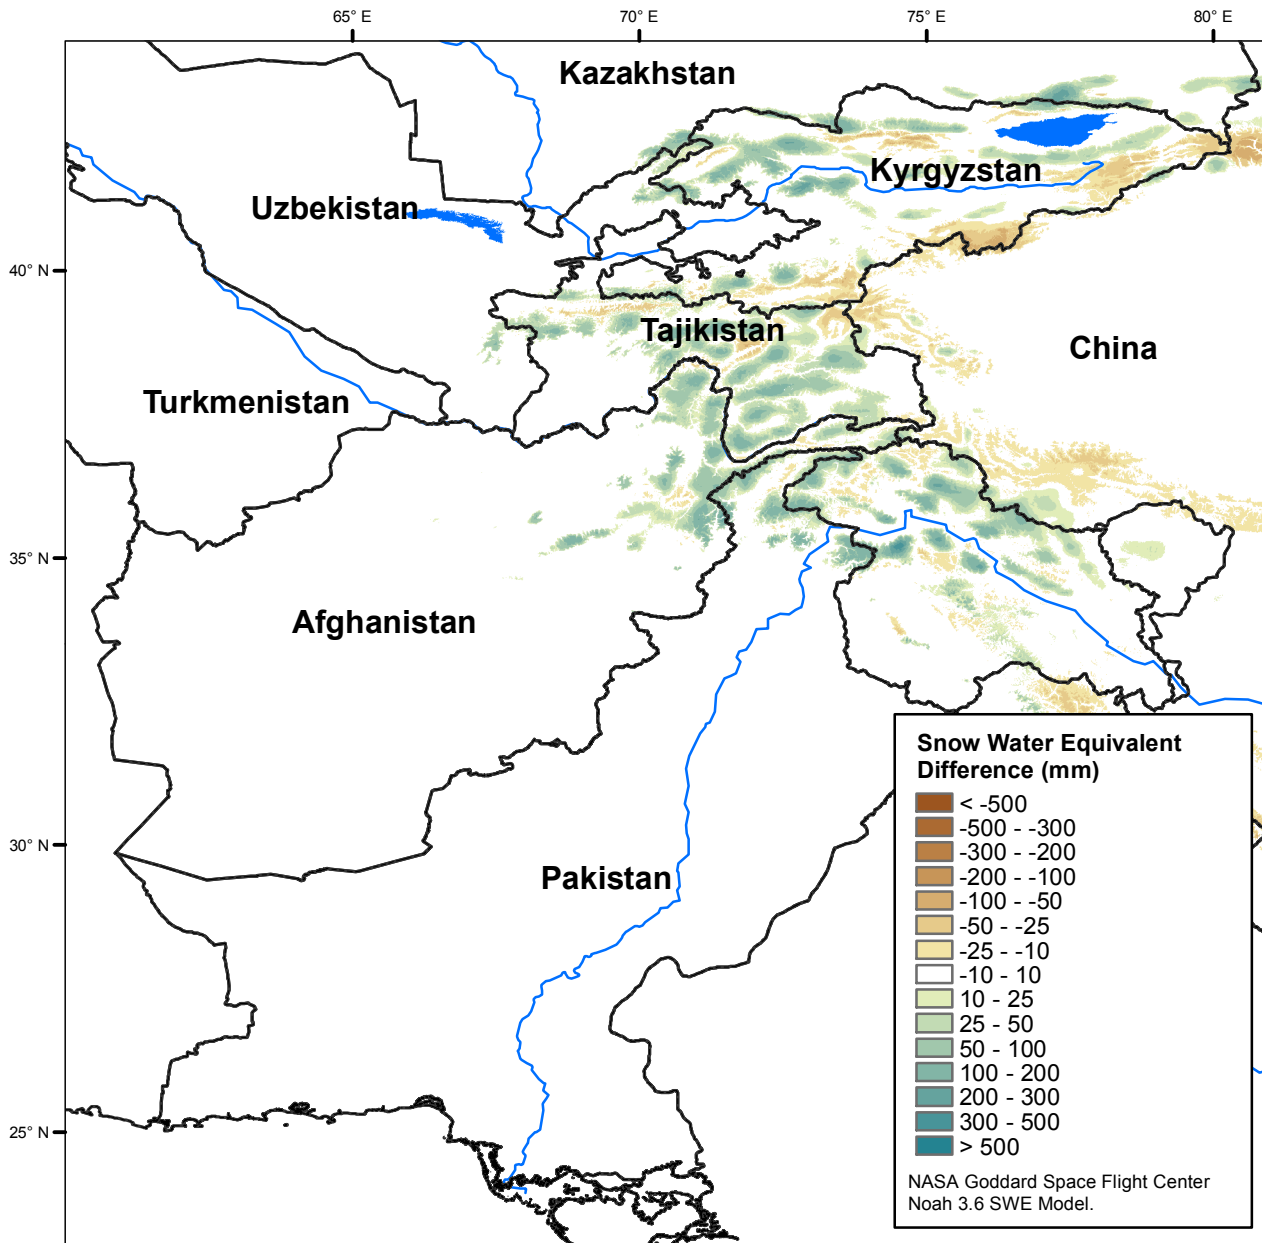 65° E
70° E
75° E
80° E
Kazakhstan
Kyrgyzstan
Uzbekistan
40° N
Tajikistan
China
Turkmenistan
35° N
Afghanistan
30° N
Pakistan
25° N
Snow Water Equivalent
Difference (mm)
< -500
-500 - -300
-300 - -200
-200 - -100
-100 - -50
-50 - -25
-25 - -10
-10 - 10
10 - 25
25 - 50
50 - 100
100 - 200
200 - 300
300 - 500
> 500
NASA Goddard Space Flight Center
Noah 3.6 SWE Model.